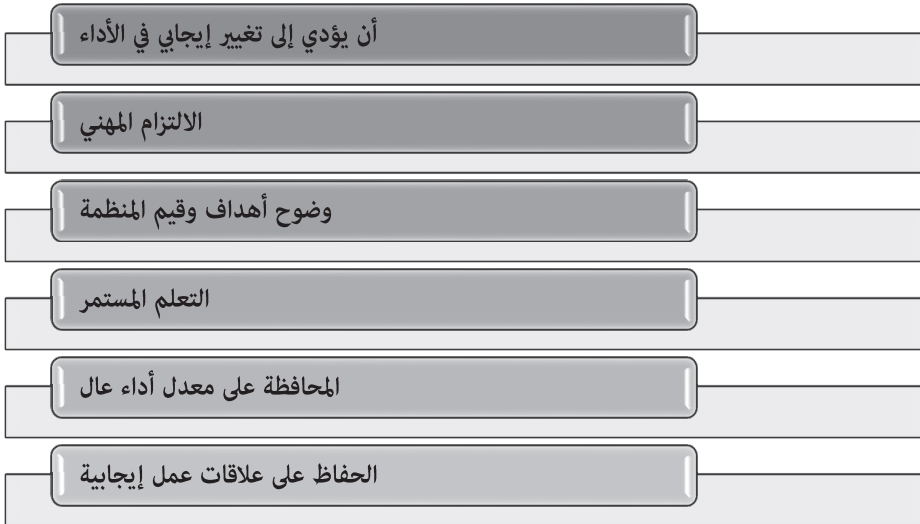 أن يؤدي إلى تغيير إيجابي في الأداء
الالتزام المهني
وضوح أهداف وقيم المنظمة
التعلم المستمر
المحافظة على معدل أداء عال
الحفاظ على علاقات عمل إيجابية